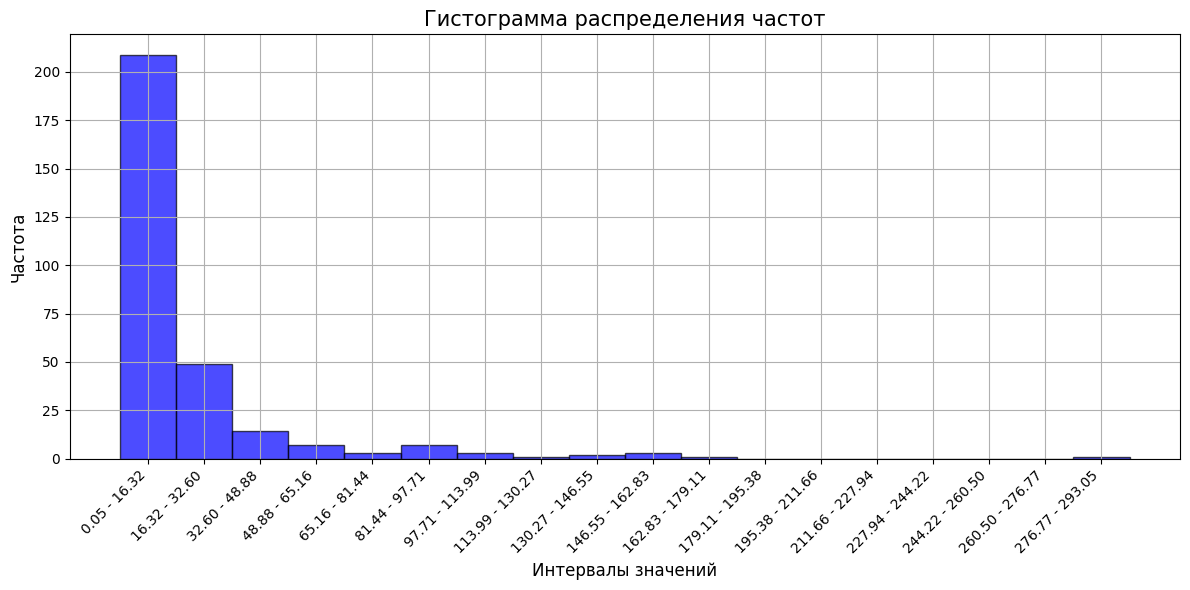 Гистограмма распределения частот
Частота
200
175
150
125
100
75
50
25
0
0.05 - 16.32
16.32 - 32.60
32.60 - 48.88
48.88 - 65.16
65.16 - 81.44
81.44 - 97.71
97.71 - 113.99
113.99 - 130.27
130.27 - 146.55
146.55 - 162.83
162.83 - 179.11
179.11 - 195.38
195.38 - 211.66
211.66 - 227.94
227.94 - 244.22
244.22 - 260.50
260.50 - 276.77
276.77 - 293.05
Интервалы значений